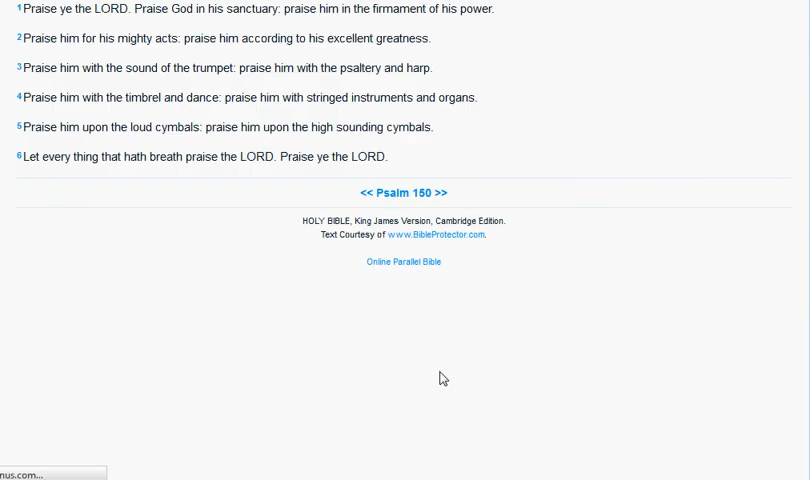 1Praise ye the LORD. Praise God in his sanctuary: praise him in the firmament of his power.
2Praise him for his mighty acts: praise him according to his excellent greatness.
3Praise him with the sound of the trumpet: praise him with the psaltery and harp.
4Praise him with the timbrel and dance: praise him with stringed instruments and organs.
5Praise him upon the loud cymbals: praise him upon the high sounding cymbals.
6Let every thing that hath breath praise the LORD. Praise ye the LORD.
<< Psalm 150 >>
HOLY BIBLE, King James Version, Cambridge Edition.
Text Courtesy of www.BibleProtector.com.
Online Parallel Bible
nus.com...